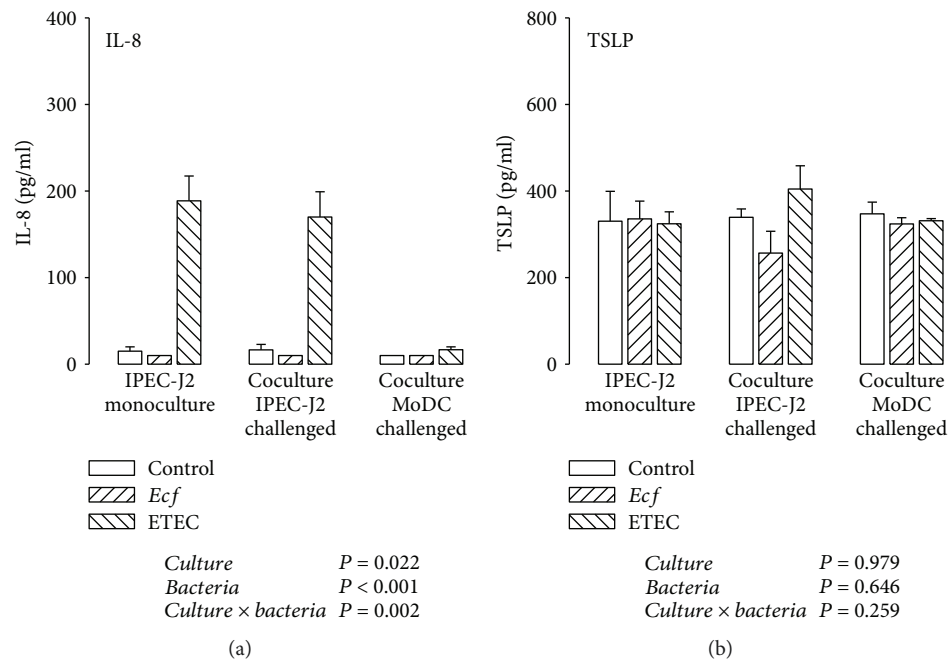 400
IL-8
300
200
100
0
IL-8 (pg/ml)
IPEC-J2
monoculture
Coculture
IPEC-J2
challenged
Coculture
MoDC
challenged
Control
Ecf
ETEC
Culture P = 0.022
Bacteria P < 0.001
Culture × bacteria P = 0.002
(a)
800
TSLP
600
400
200
0
TSLP (pg/ml)
IPEC-J2
monoculture
Coculture
IPEC-J2
challenged
Coculture
MoDC
challenged
Control
Ecf
ETEC
Culture P = 0.979
Bacteria P = 0.646
Culture × bacteria P = 0.259
(b)